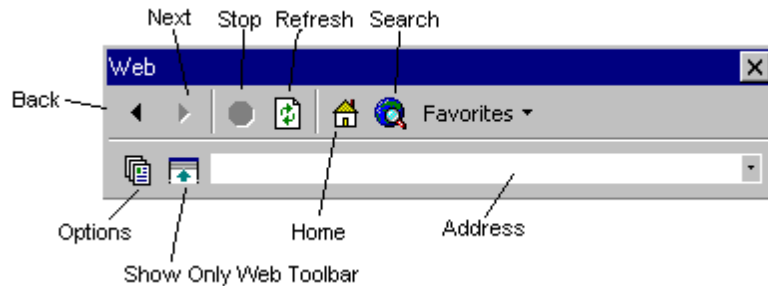 Next Stop Refresh Search
Web
Back
Favorites
Options Home Address
Show Only Web Toolbar